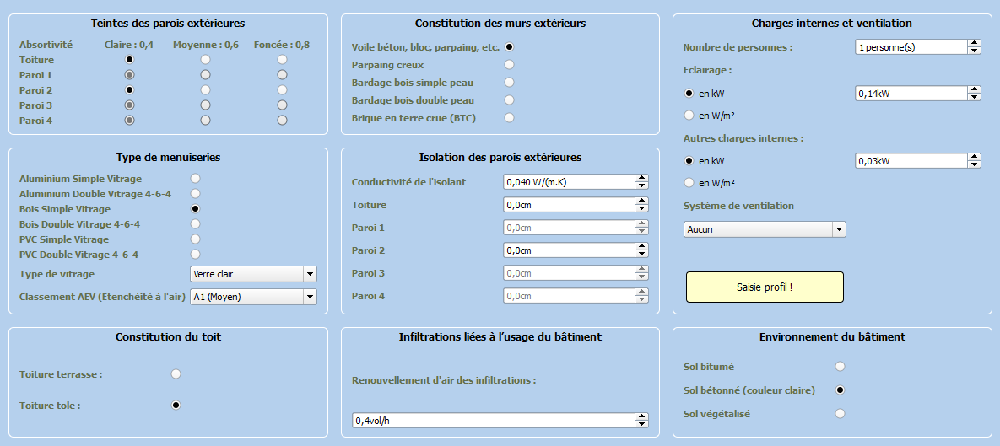 Teintes des parois extérieures
Absortivité Claire : 0,4 Moyenne : 0,6 Foncée : 0,8
Toiture
Paroi 1
Paroi 2
Paroi 3
Paroi 4
Constitution des murs extérieurs
Voile béton, bloc, parpaing, etc.
Parpaing creux
Bardage bois simple peau
Bardage bois double peau
Brique en terre crue (BTC)
Charges internes et ventilation
Nombre de personnes : 1 personne(s)
Eclairage :
en kW 0,14kW
en W/m²
Autres charges internes :
en kW 0,03kW
en W/m²
Système de ventilation
Aucun
Saisie profil !
Type de menuiseries
Aluminium Simple Vitrage
Aluminium Double Vitrage 4-6-4
Bois Simple Vitrage
Bois Double Vitrage 4-6-4
PVC Simple Vitrage
PVC Double Vitrage 4-6-4
Type de vitrage Verre clair
Classement AEV (Etenchéité à l'air) A1 (Moyen)
Isolation des parois extérieures
Conductivité de l'isolant 0,040 W/(m.K)
Toiture 0,0cm
Paroi 1 0,0cm
Paroi 2 0,0cm
Paroi 3 0,0cm
Paroi 4 0,0cm
Constitution du toit
Toiture terrasse :
Toiture tole :
Infiltrations liées à l’usage du bâtiment
Renouvellement d'air des infiltrations :
0,4vol/h
Environnement du bâtiment
Sol bitumé
Sol bétonné (couleur claire)
Sol végétalisé